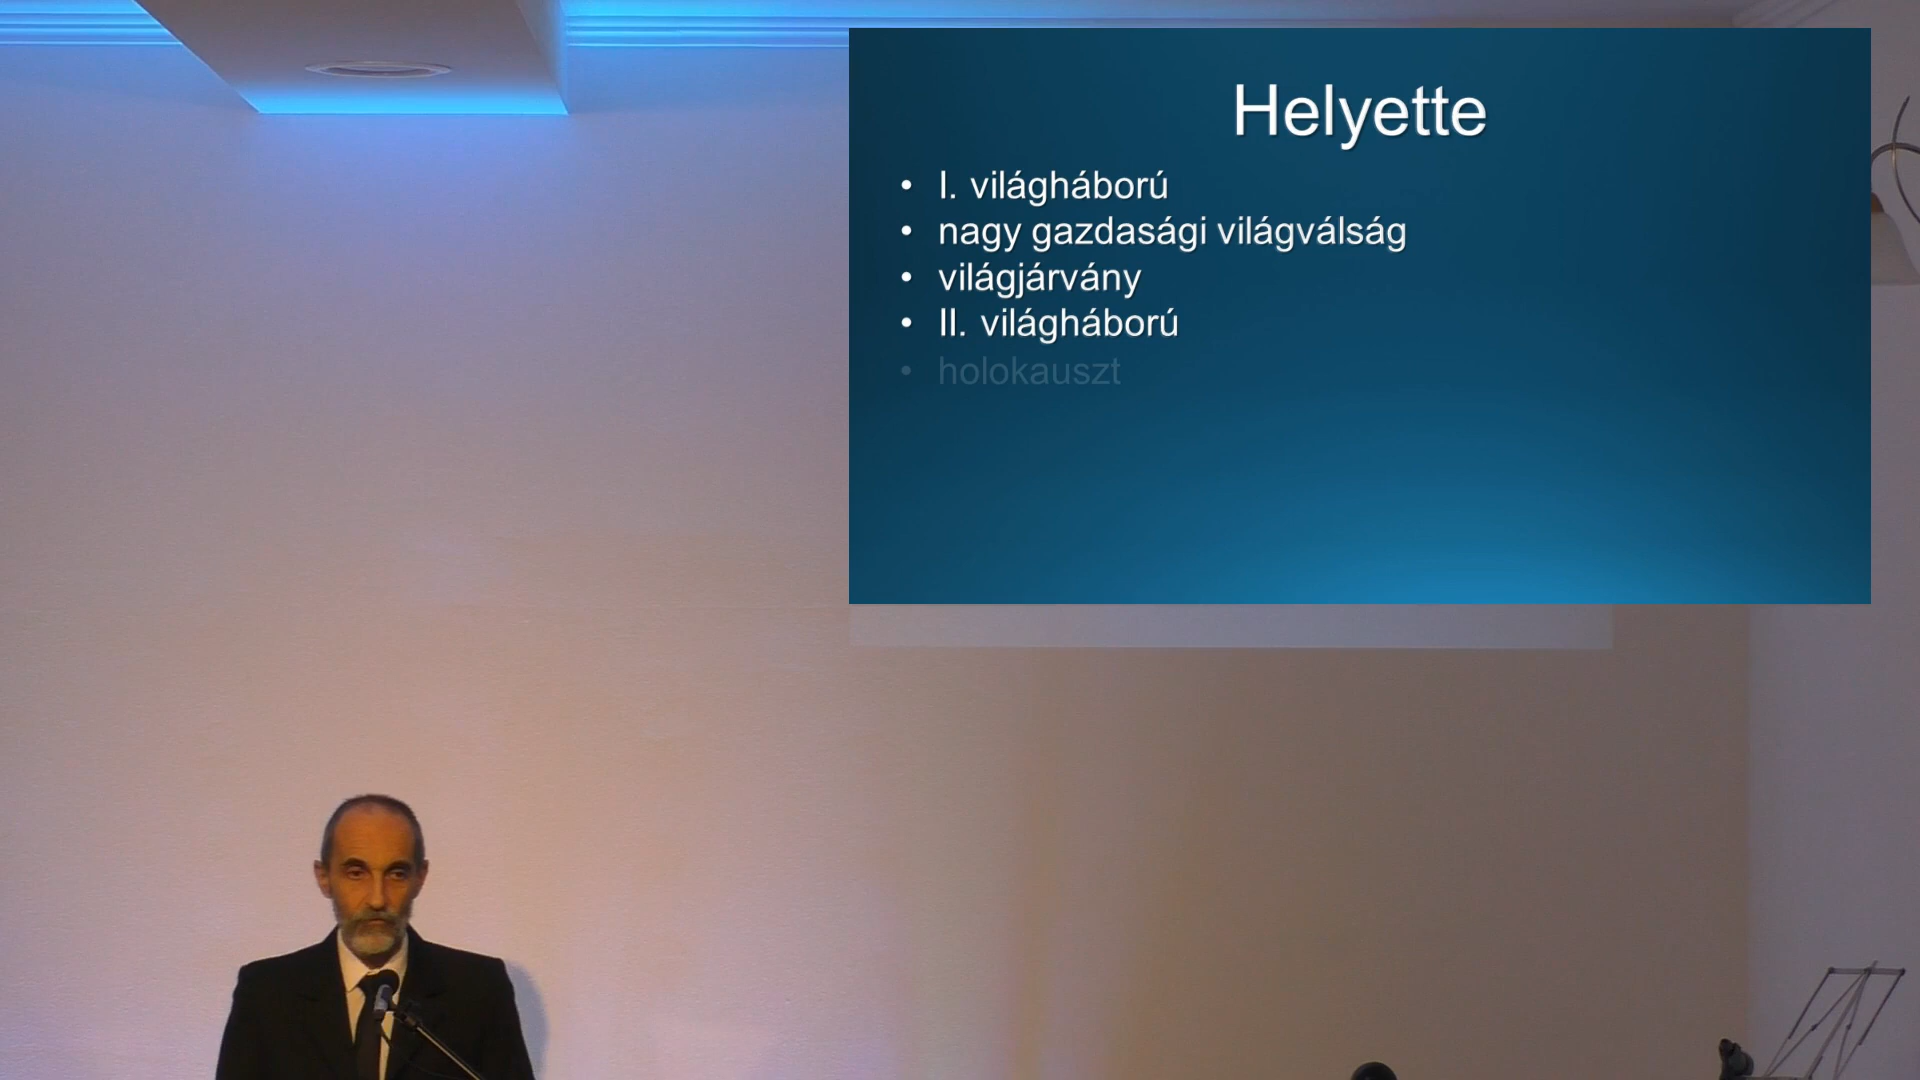 Helyette
• I. világháború
• nagy gazdasági világválság
• világjárvány
• II. világháború
• holokauszt